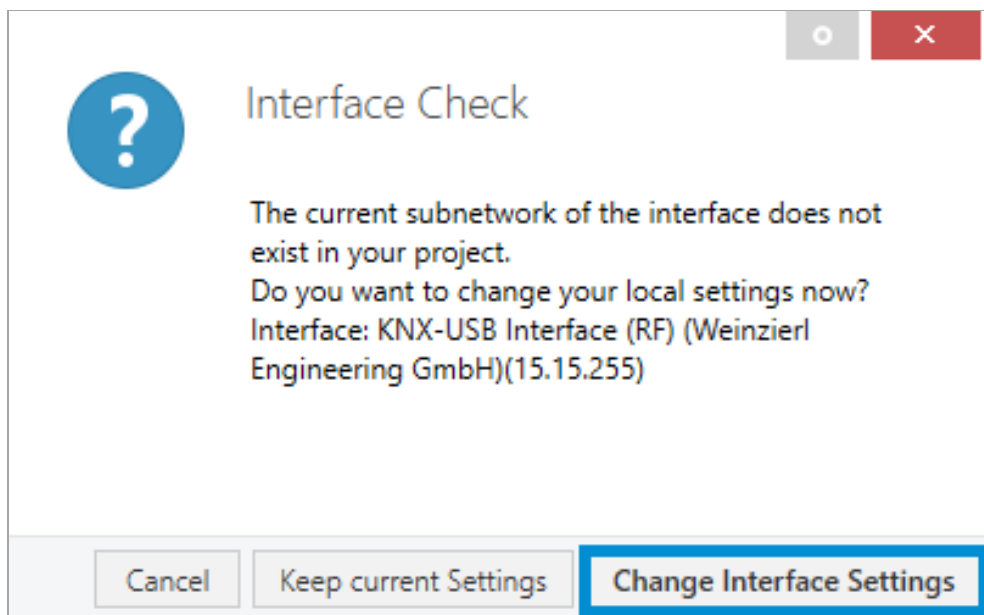 Interface Check
The current subnetwork of the interface does not
exist in your project.
Do you want to change your local settings now?
Interface: KNX-USB Interface (RF) (Weinzierl
Engineering GmbH)(15.15.255)
Cancel
Keep current Settings
Change Interface Settings